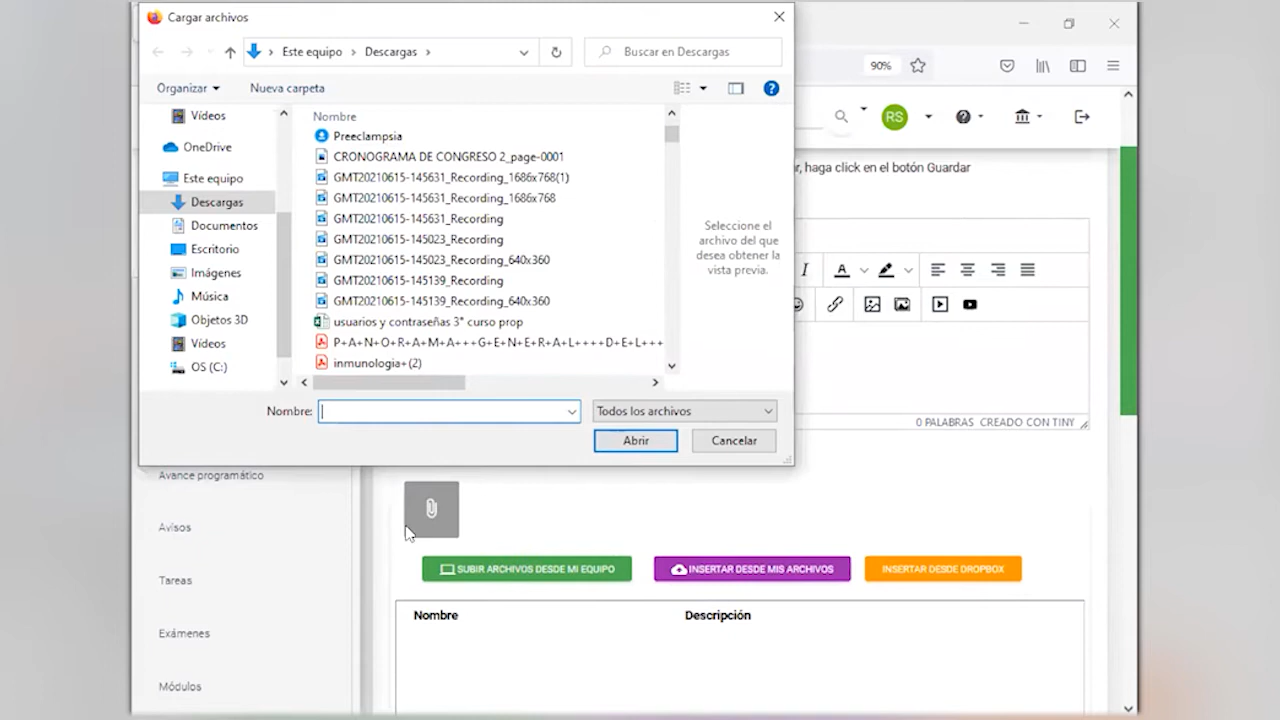 Cargar archivos
Este equipo
Descargas
Buscar en Descargas
Organizar
Nueva carpeta
Vídeos
OneDrive
Este equipo
Descargas
Documentos
Escritorio
Imágenes
Música
Objetos 3D
Vídeos
OS (C:)
Nombre
Preeclampsia
CRONOGRAMA DE CONGRESO 2_page-0001
GMT20210615-145631_Recording_1686x768(1)
GMT20210615-145631_Recording_1686x768
GMT20210615-145631_Recording
GMT20210615-145023_Recording
GMT20210615-145023_Recording_640x360
GMT20210615-145139_Recording
GMT20210615-145139_Recording_640x360
usuarios y contraseñas 3° curso prop
P+A+N+O+R+A+M+A+++G+E+N+E+R+A+L++++D+E+L+++
inmunologia+(2)
Seleccione el
archivo del que
desea obtener la
vista previa.
Nombre:
Todos los archivos
Abrir
Cancelar
90%
RS
r, haga click en el botón Guardar
I
A
0 PALABRAS CREADO CON TINY
Avance programático
Avisos
Tareas
Exámenes
Módulos
SUBIR ARCHIVOS DESDE MI EQUIPO
INSERTAR DESDE MIS ARCHIVOS
INSERTAR DESDE DROPBOX
Nombre
Descripción